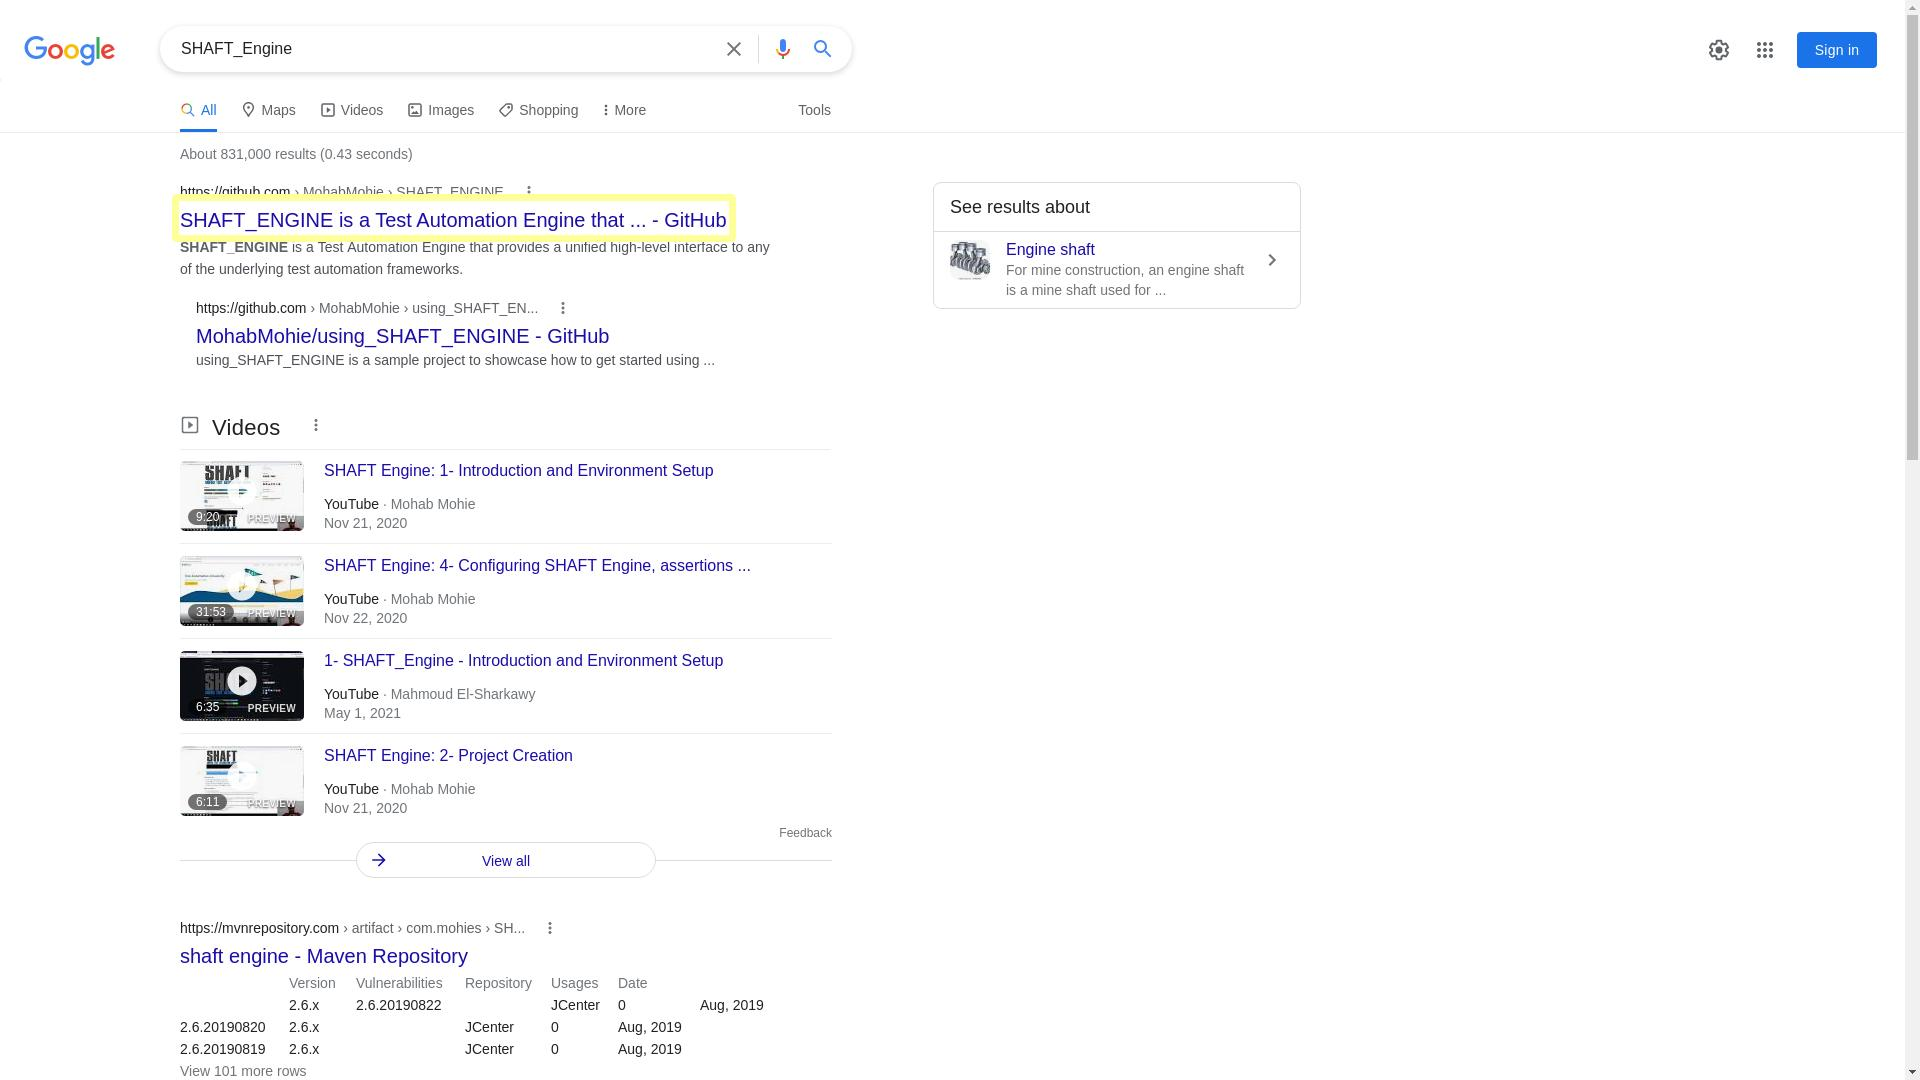 Google
SHAFT_Engine
Sign in
All Maps Videos Images Shopping More Tools
About 831,000 results (0.43 seconds)
https://github.com › MohabMohie › SHAFT_ENGINE
SHAFT_ENGINE is a Test Automation Engine that ... - GitHub
SHAFT_ENGINE is a Test Automation Engine that provides a unified high-level interface to any
of the underlying test automation frameworks.
https://github.com › MohabMohie › using_SHAFT_EN...
MohabMohie/using_SHAFT_ENGINE - GitHub
using_SHAFT_ENGINE is a sample project to showcase how to get started using ...
See results about
Engine shaft
For mine construction, an engine shaft
is a mine shaft used for ...
Videos
SHAFT
9:20 PREVIEW
SHAFT Engine: 1- Introduction and Environment Setup
YouTube · Mohab Mohie
Nov 21, 2020
31:53 PREVIEW
SHAFT Engine: 4- Configuring SHAFT Engine, assertions ...
YouTube · Mohab Mohie
Nov 22, 2020
6:35 PREVIEW
1- SHAFT_Engine - Introduction and Environment Setup
YouTube · Mahmoud El-Sharkawy
May 1, 2021
SHAFT
6:11 PREVIEW
SHAFT Engine: 2- Project Creation
YouTube · Mohab Mohie
Nov 21, 2020
Feedback
View all
https://mvnrepository.com › artifact › com.mohies › SH...
shaft engine - Maven Repository
Version Vulnerabilities Repository Usages Date
2.6.x 2.6.20190822 JCenter 0 Aug, 2019
2.6.20190820 2.6.x JCenter 0 Aug, 2019
2.6.20190819 2.6.x JCenter 0 Aug, 2019
View 101 more rows